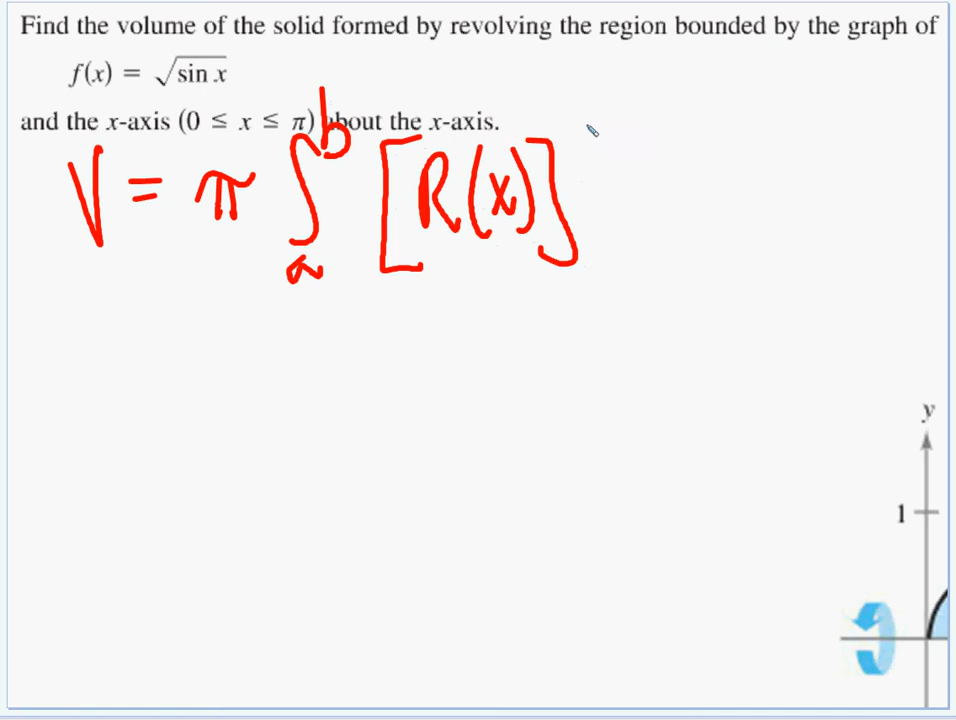 Find the volume of the solid formed by revolving the region bounded by the graph of
f(x) = √sin x
and the x-axis (0 ≤ x ≤ π) about the x-axis.
V = π ∫ₐᵇ [R(x)]
y
1